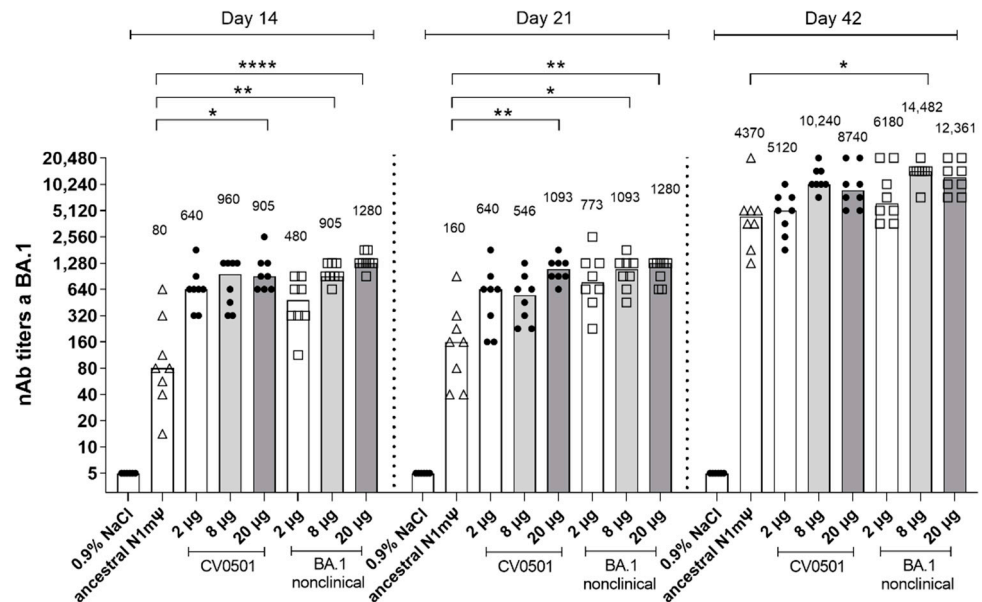 Day 14 Day 21 Day 42
**** ** *
** *
* **
14,482
10,240 6180 12,361
4370 5120 8740
960 905 1280
640 905
80 480
160 640 546 1093 773 1093 1280
nAb titers a BA.1
20,480
10,240
5,120
2,560
1,280
640
320
160
80
40
20
10
5
0.9% NaCl ancestral N1mΨ 2 µg 8 µg 20 µg 2 µg 8 µg 20 µg
0.9% NaCl ancestral N1mΨ 2 µg 8 µg 20 µg 2 µg 8 µg 20 µg
0.9% NaCl ancestral N1mΨ 2 µg 8 µg 20 µg 2 µg 8 µg 20 µg
CV0501 BA.1
nonclinical
CV0501 BA.1
nonclinical
CV0501 BA.1
nonclinical